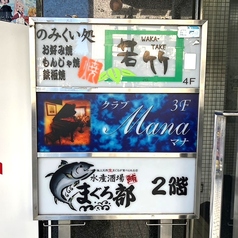 のみくい処
お好み焼
もんじゃ焼
鉄板焼
焼
WAKA-TAKE
若竹
4F
クラブ
3F
Mana
マナ
水産酒場
まぐろ部
2階